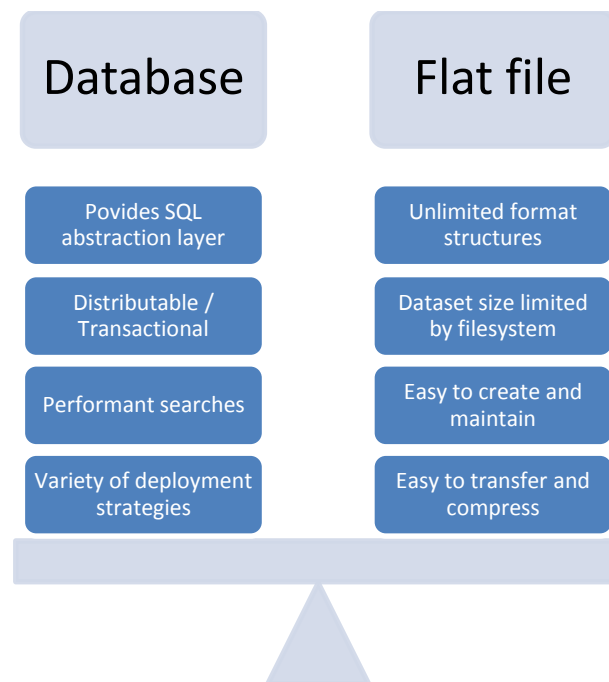 Database
Povides SQL
abstraction layer
Distributable /
Transactional
Performant searches
Variety of deployment
strategies
Flat file
Unlimited format
structures
Dataset size limited
by filesystem
Easy to create and
maintain
Easy to transfer and
compress